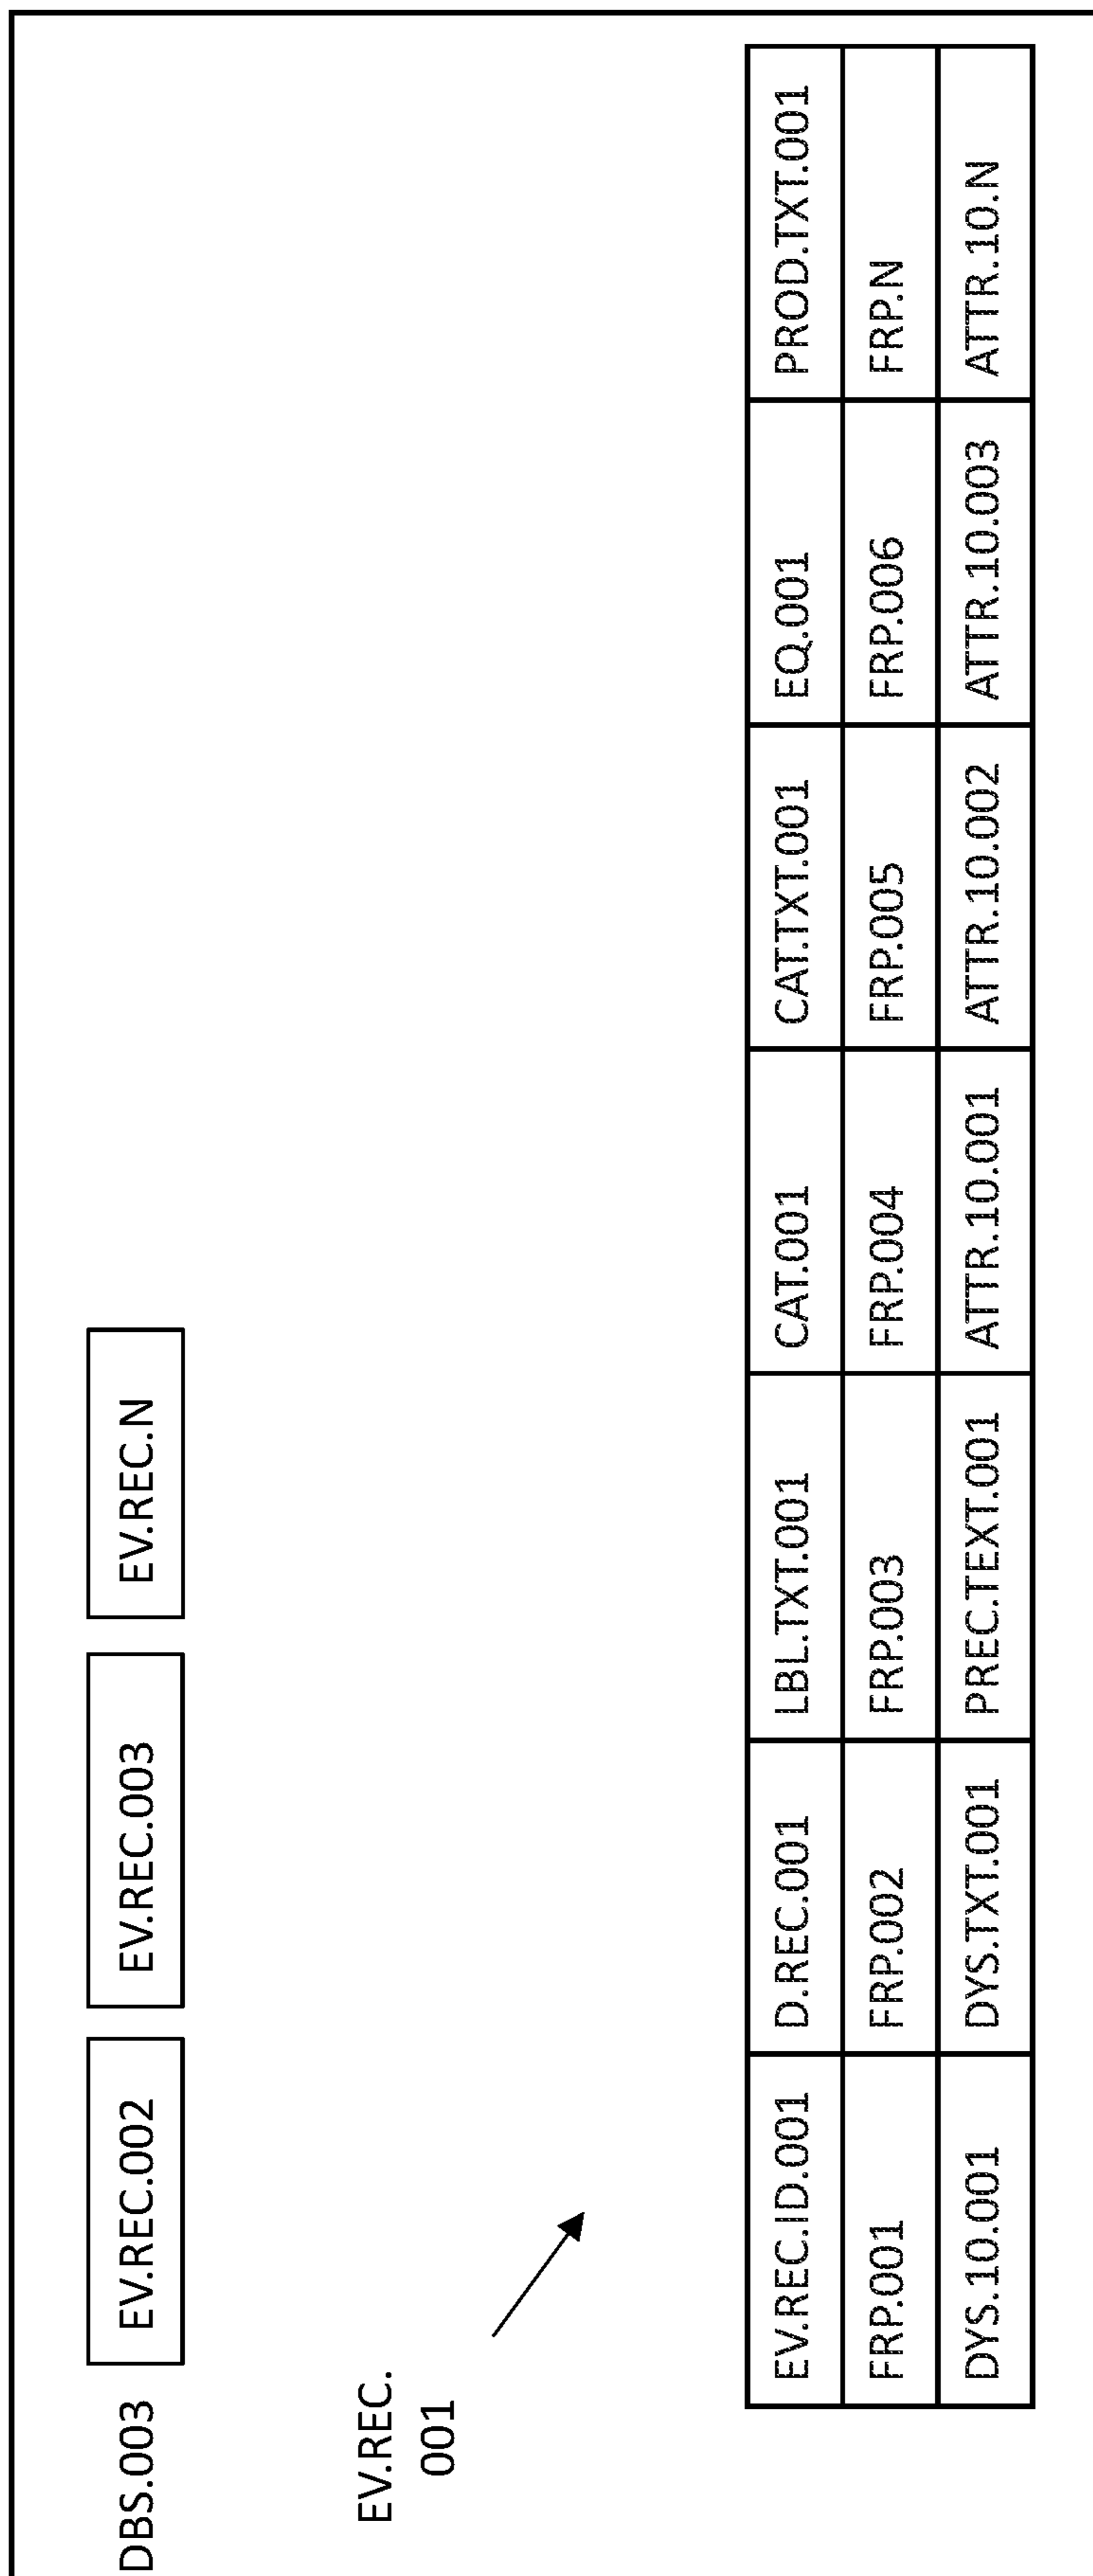 DBS.003 EV.REC.002 EV.REC.003 EV.REC.N
EV.REC.
001
EV.REC.ID.001 D.REC.001 LBL.TXT.001 CAT.001 CAT.TXT.001 EQ.001 PROD.TXT.001
FRP.001 FRP.002 FRP.003 FRP.004 FRP.005 FRP.006 FRP.N
DYS.10.001 DYS.TXT.001 PREC.TEXT.001 ATTR.10.001 ATTR.10.002 ATTR.10.003 ATTR.10.N